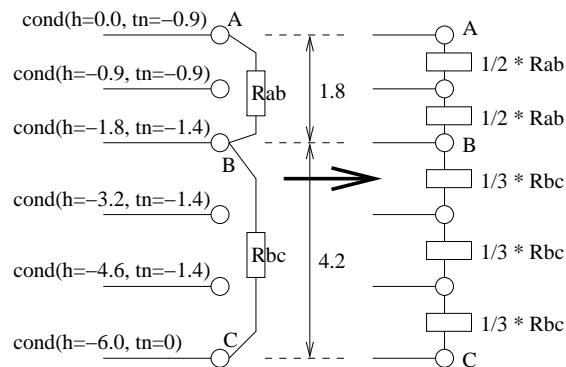 cond(h=0.0, tn=−0.9)
A
A
cond(h=−0.9, tn=−0.9)
Rab
1.8
1/2 * Rab
1/2 * Rab
cond(h=−1.8, tn=−1.4)
B
B
cond(h=−3.2, tn=−1.4)
1/3 * Rbc
Rbc
4.2
1/3 * Rbc
cond(h=−4.6, tn=−1.4)
1/3 * Rbc
cond(h=−6.0, tn=0)
C
C